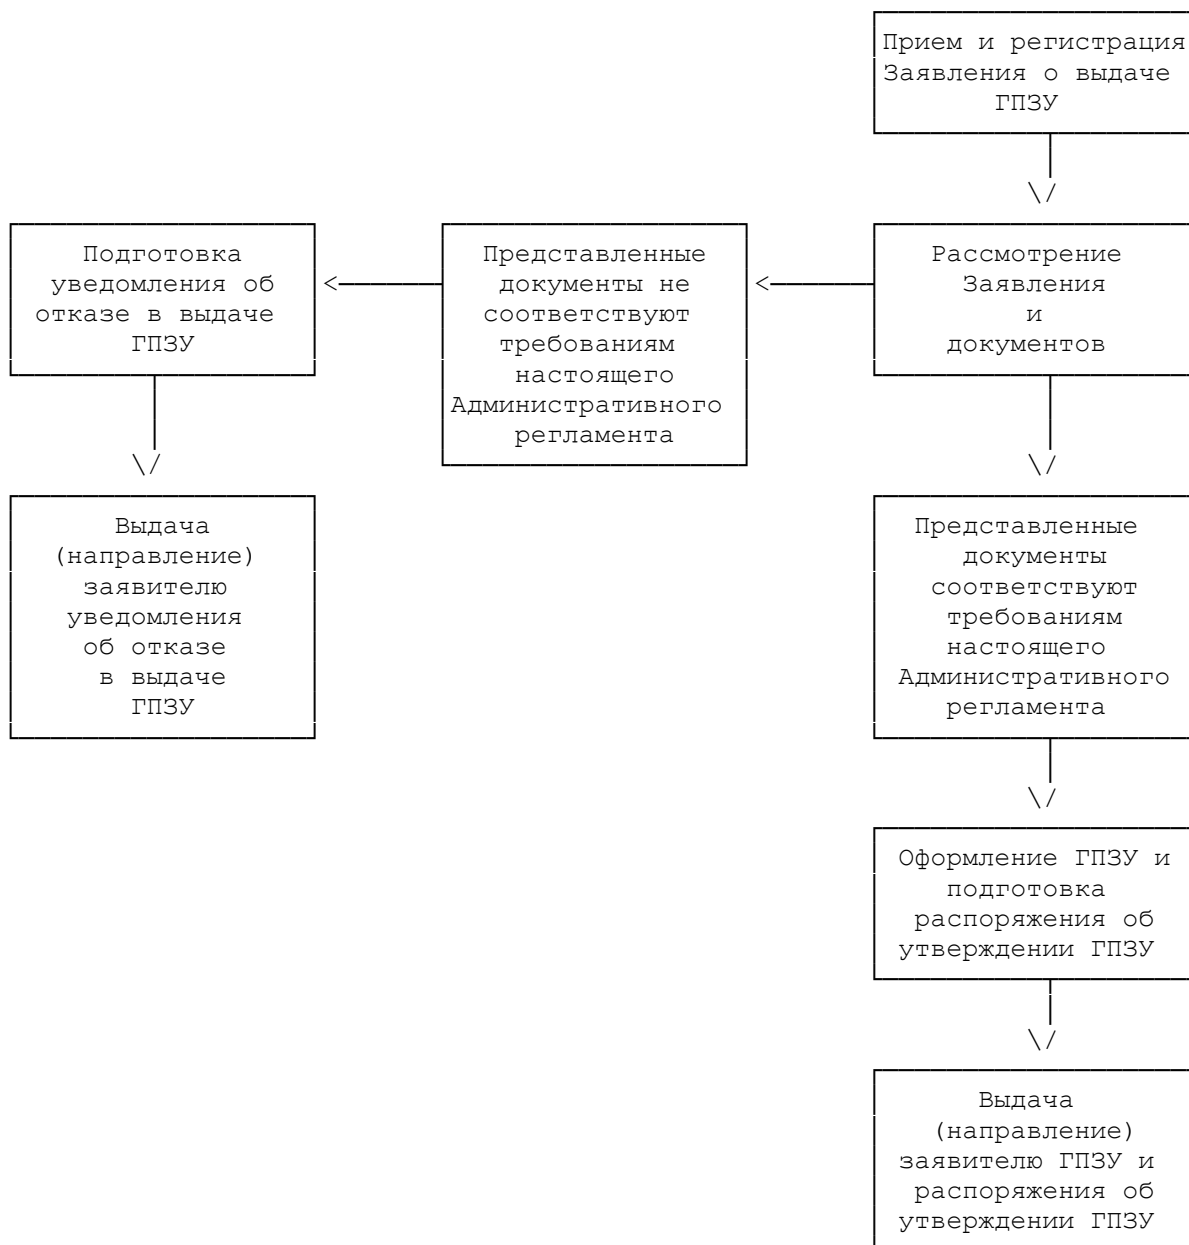 Прием и регистрация
Заявления о выдаче
ГПЗУ
Рассмотрение
Заявления
и
документов
Представленные
документы не
соответствуют
требованиям
настоящего
Административного
регламента
Подготовка
уведомления об
отказе в выдаче
ГПЗУ
Выдача
(направление)
заявителю
уведомления
об отказе
в выдаче
ГПЗУ
Представленные
документы
соответствуют
требованиям
настоящего
Административного
регламента
Оформление ГПЗУ и
подготовка
распоряжения об
утверждении ГПЗУ
Выдача
(направление)
заявителю ГПЗУ и
распоряжения об
утверждении ГПЗУ